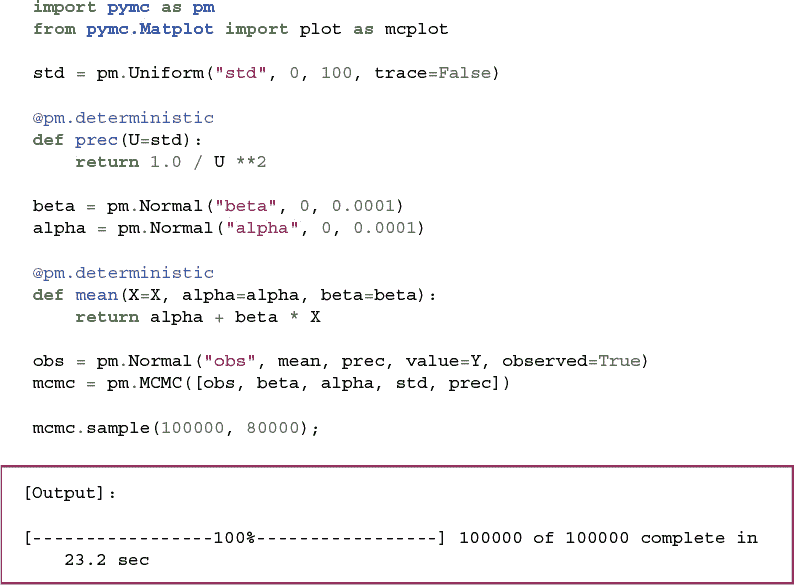 import pymc as pm
from pymc.Matplot import plot as mcplot
std = pm.Uniform("std", 0, 100, trace=False)
@pm.deterministic
def prec(U=std):
    return 1.0 / U **2
beta = pm.Normal("beta", 0, 0.0001)
alpha = pm.Normal("alpha", 0, 0.0001)
@pm.deterministic
def mean(X=X, alpha=alpha, beta=beta):
    return alpha + beta * X
obs = pm.Normal("obs", mean, prec, value=Y, observed=True)
mcmc = pm.MCMC([obs, beta, alpha, std, prec])
mcmc.sample(100000, 80000);
[Output]:
[-----------------100%-----------------] 100000 of 100000 complete in
    23.2 sec